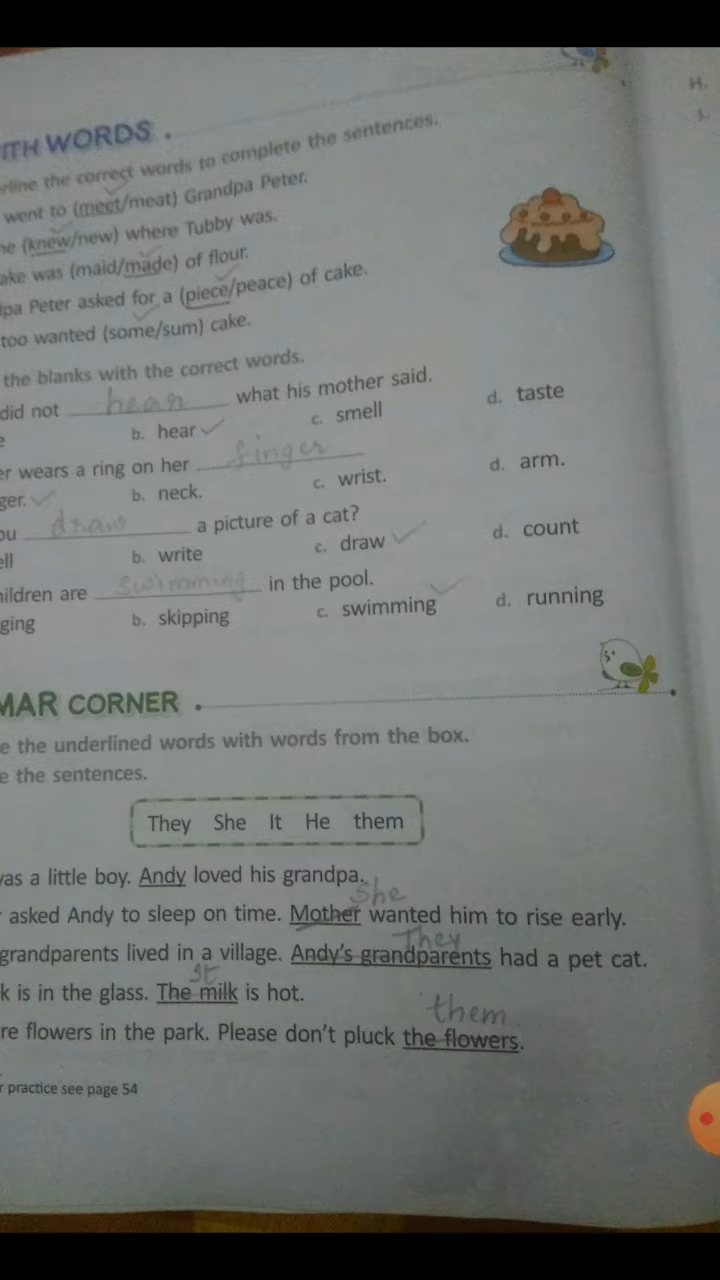 ITH WORDS
rline the correct words to complete the sentences.
went to (meet/meat) Grandpa Peter.
ne (knew/new) where Tubby was.
ake was (maid/made) of flour.
dpa Peter asked for a (piece/peace) of cake.
too wanted (some/sum) cake.
the blanks with the correct words.
did not hear what his mother said.
e b. hear c. smell d. taste
er wears a ring on her finger
ger. b. neck. c. wrist. d. arm.
ou draw a picture of a cat?
ell b. write c. draw d. count
hildren are swimming in the pool.
ging b. skipping c. swimming d. running
MAR CORNER
e the underlined words with words from the box.
e the sentences.
They She It He them
was a little boy. Andy loved his grandpa.
She
r asked Andy to sleep on time. Mother wanted him to rise early.
They
grandparents lived in a village. Andy's grandparents had a pet cat.
It
k is in the glass. The milk is hot.
them
re flowers in the park. Please don't pluck the flowers.
r practice see page 54
H.
1.